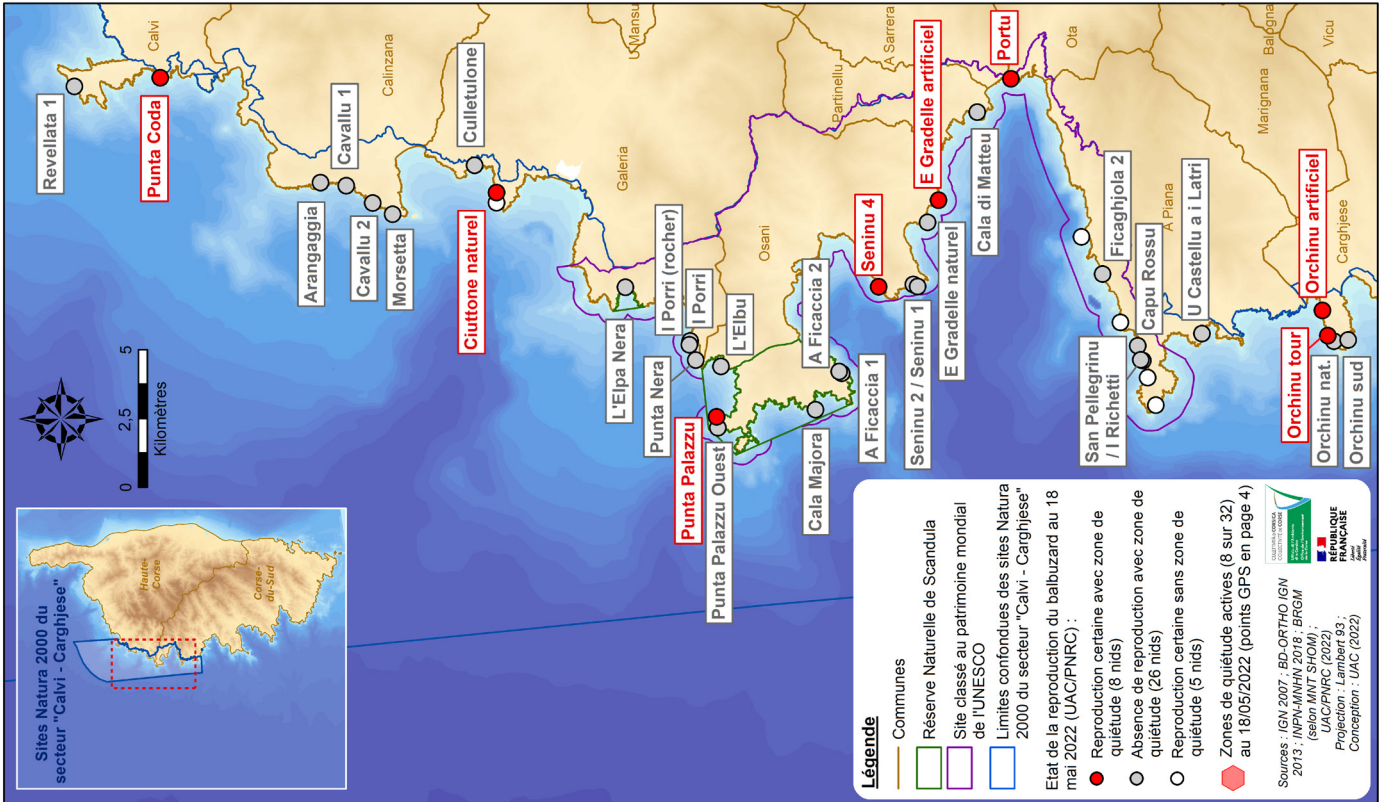 Sites Natura 2000 du
secteur "Calvi - Carghjese"
Haute-
Corse
Corse-
du-Sud
0
2,5
5
Kilomètres
Revellata 1
Calvi
Punta Coda
Calinzana
Arangaggia
Cavallu 1
Cavallu 2
Morsetta
Culletulone
Ciuttone naturel
U Mansu
Galeria
L'Elpa Nera
I Porri (rocher)
I Porri
Punta Nera
L'Elbu
Punta Palazzu
Punta Palazzu Ouest
Osani
Cala Majora
A Ficaccia 2
A Ficaccia 1
Partinellu
A Sarrera
Seninu 4
Seninu 2 / Seninu 1
E Gradelle artificiel
E Gradelle naturel
Cala di Matteu
Portu
Ota
Ficaghjola 2
A Piana
Capu Rossu
San Pellegrinu
/ I Richetti
U Castellu a i Latri
Marignana
Balogna
Vicu
Carghjese
Orchinu artificiel
Orchinu tour
Orchinu nat.
Orchinu sud
Légende
Communes
Réserve Naturelle de Scandula
Site classé au patrimoine mondial
de l'UNESCO
Limites confondues des sites Natura
2000 du secteur "Calvi - Carghjese"
Etat de la reproduction du balbuzard au 18
mai 2022 (UAC/PNRC) :
Reproduction certaine avec zone de
quiétude (8 nids)
Absence de reproduction avec zone de
quiétude (26 nids)
Reproduction certaine sans zone de
quiétude (5 nids)
Zones de quiétude actives (8 sur 32)
au 18/05/2022 (points GPS en page 4)
Sources : IGN 2007 ; BD-ORTHO IGN
2013 ; INPN-MNHN 2018 ; BRGM
(selon MNT SHOM) ;
UAC/PNRC (2022)
Projection : Lambert 93 ;
Conception : UAC (2022)
RÉPUBLIQUE
FRANÇAISE
Liberté
Égalité
Fraternité